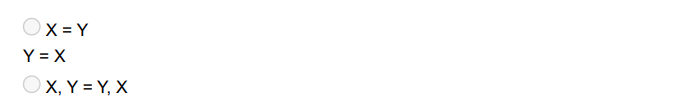 X = Y
Y = X
X, Y = Y, X